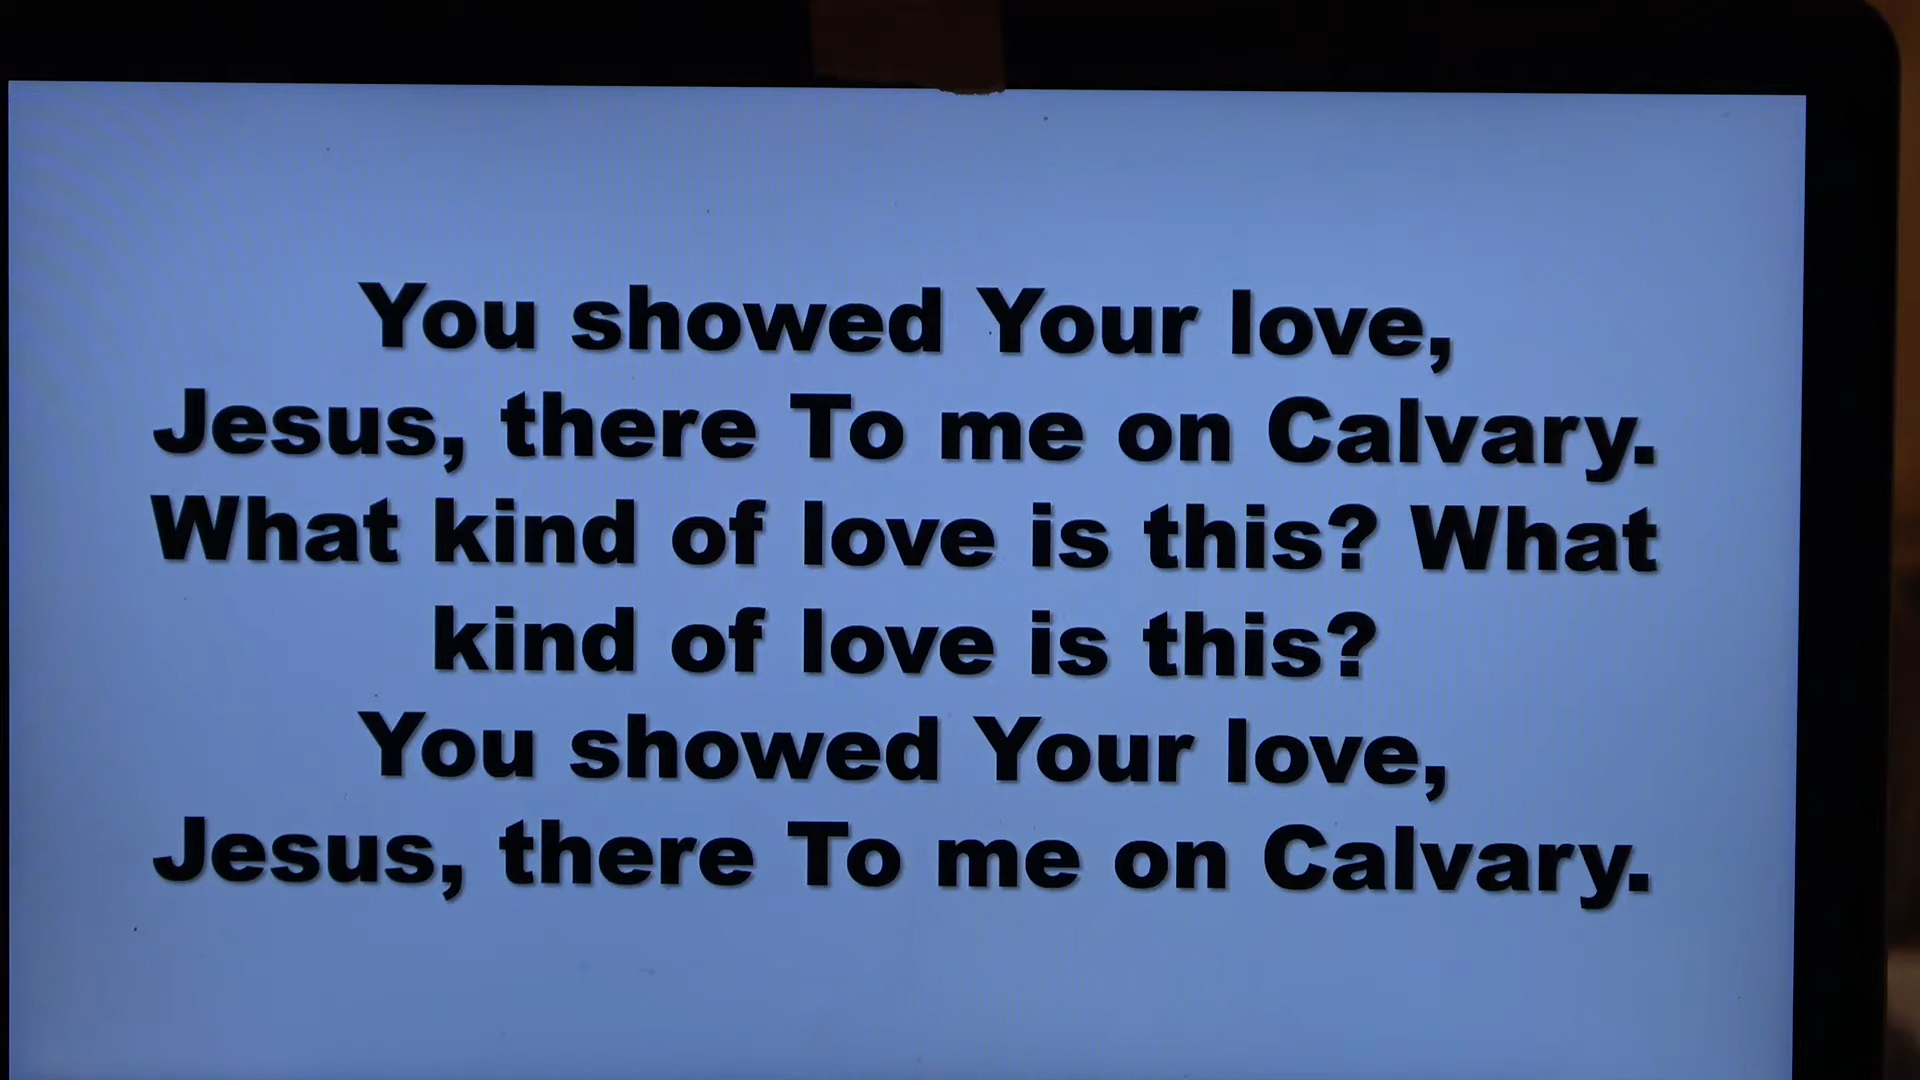 You showed Your love,
Jesus, there To me on Calvary.
What kind of love is this? What
kind of love is this?
You showed Your love,
Jesus, there To me on Calvary.